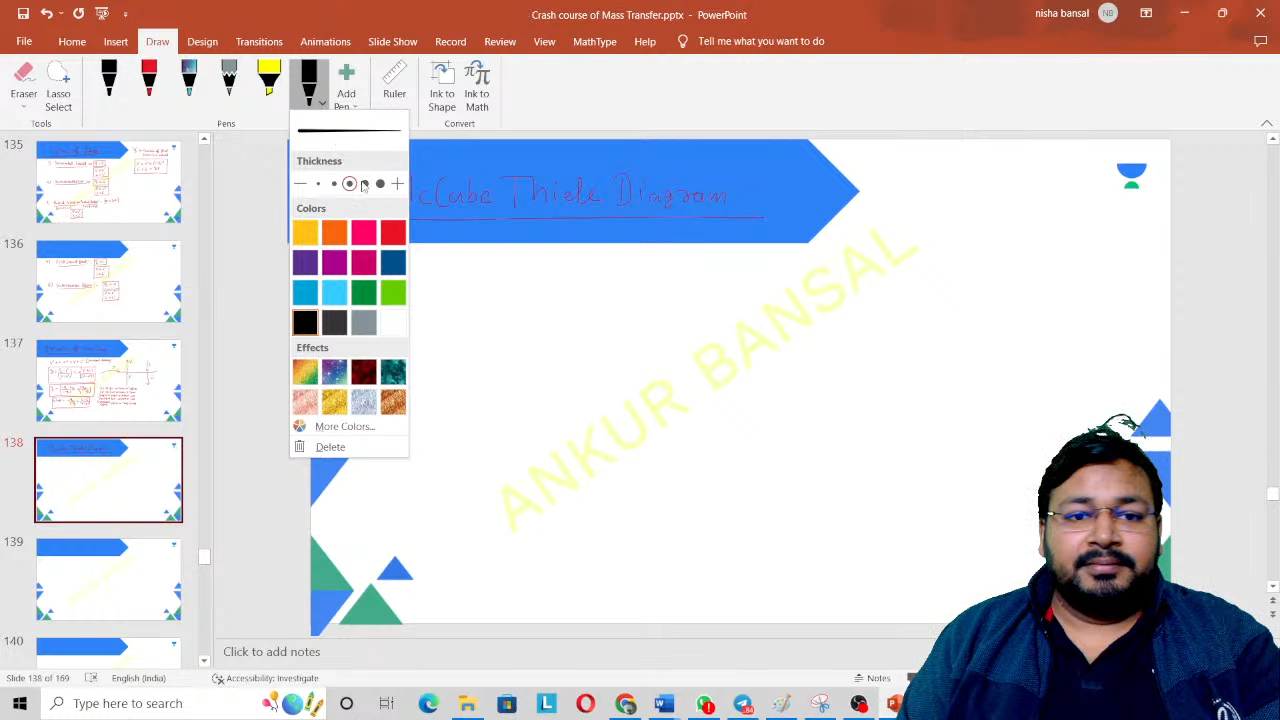 Crash course of Mass Transfer.pptx - PowerPoint
nisha bansal NB
File Home Insert Draw Design Transitions Animations Slide Show Record Review View MathType Help Tell me what you want to do
Eraser Lasso Select Add Pen Ruler Ink to Shape Ink to Math
Tools Pens Convert
Thickness
Colors
Effects
More Colors...
Delete
cCabe Thiele Diagram
ANKUR BANSAL
135
136
137
138
139
140
Click to add notes
Slide 138 of 169 English (India) Accessibility: Investigate Notes
Type here to search